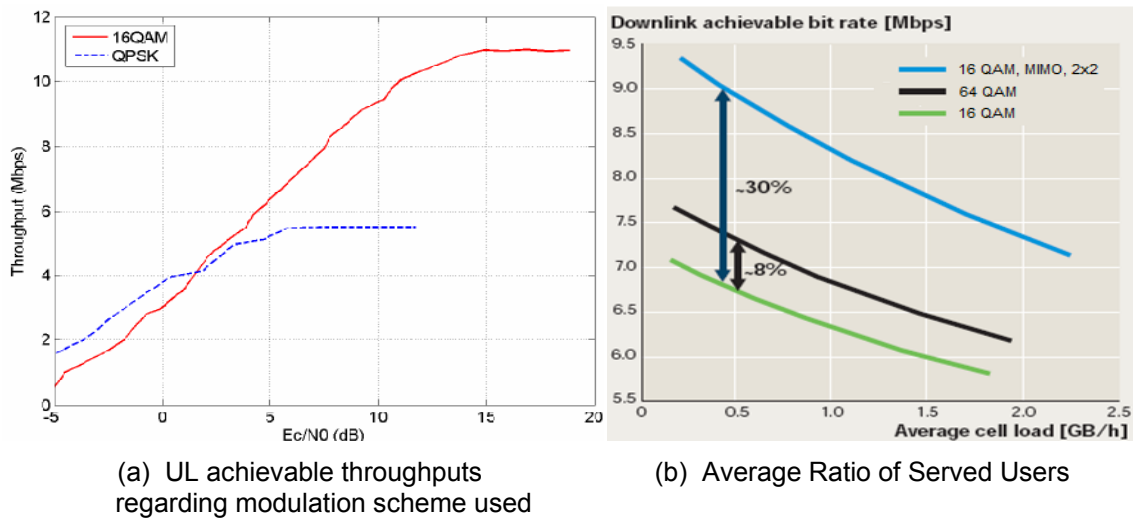 12
10
8
6
4
2
0
-5
0
5
10
15
20
Throughput (Mbps)
Ec/N0 (dB)
16QAM
QPSK
Downlink achievable bit rate [Mbps]
9.5
9.0
8.5
8.0
7.5
7.0
6.5
6.0
5.5
16 QAM, MIMO, 2x2
64 QAM
16 QAM
~30%
~8%
0
0.5
1.0
1.5
2.0
2.5
Average cell load [GB/h]
(a) UL achievable throughputs
regarding modulation scheme used
(b) Average Ratio of Served Users